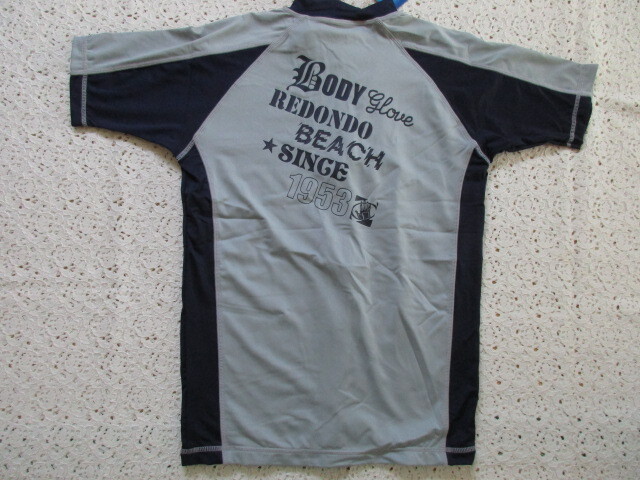 BODY Glove
REDONDO
BEACH
★SINCE
1953